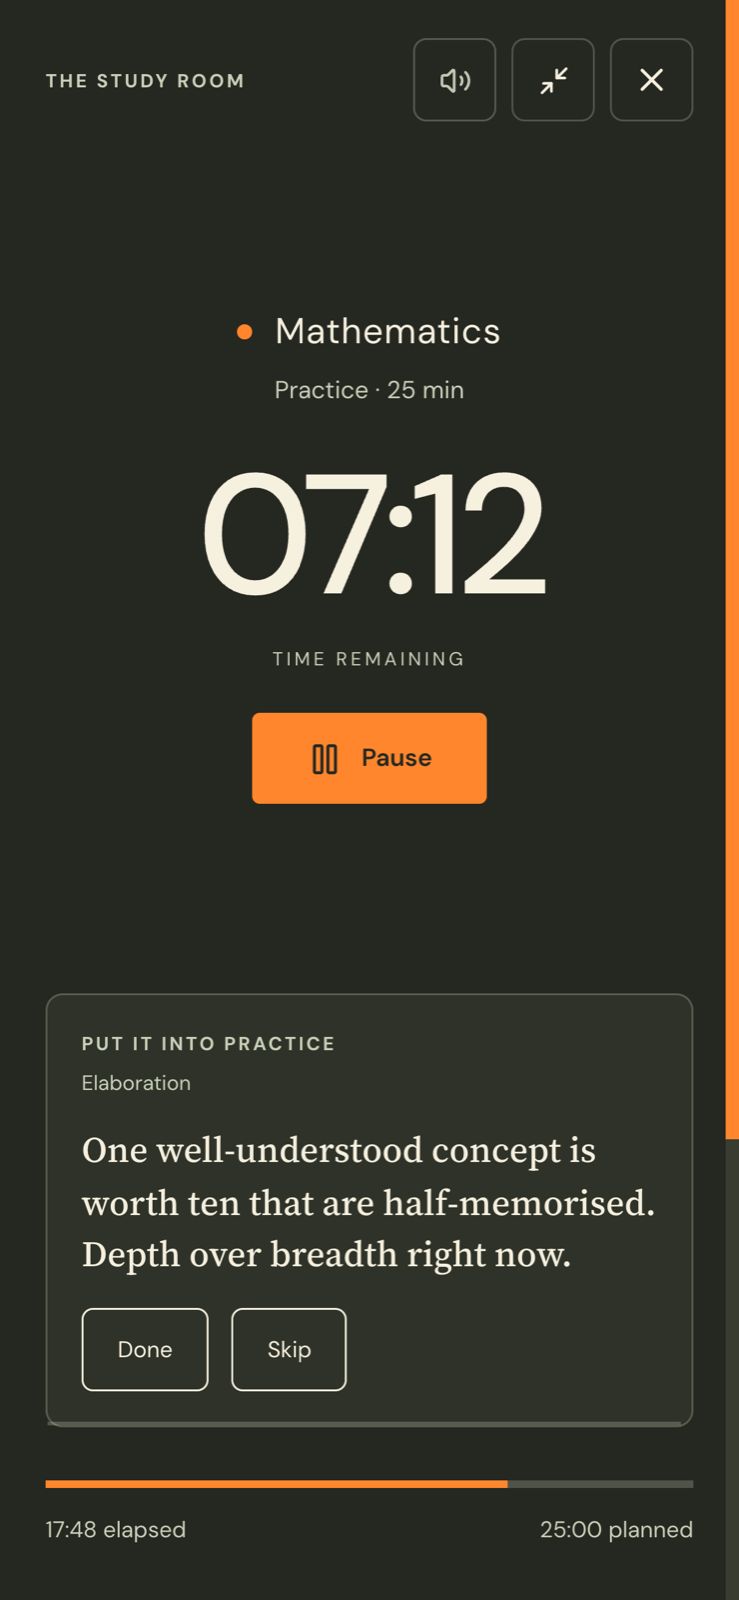 THE STUDY ROOM
Mathematics
Practice · 25 min
07:12
TIME REMAINING
Pause
PUT IT INTO PRACTICE
Elaboration
One well-understood concept is
worth ten that are half-memorised.
Depth over breadth right now.
Done
Skip
17:48 elapsed
25:00 planned